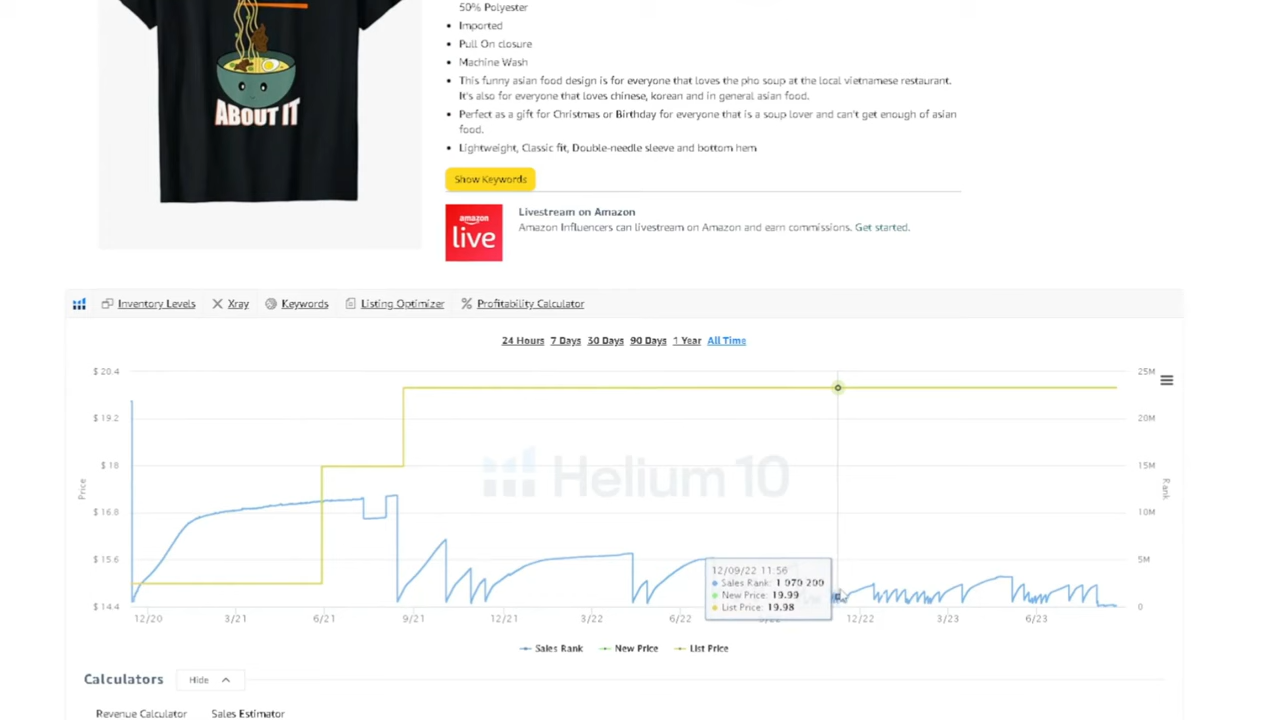 50% Polyester
Imported
Pull On closure
Machine Wash
This funny asian food design is for everyone that loves the pho soup at the local vietnamese restaurant.
It's also for everyone that loves chinese, korean and in general asian food.
Perfect as a gift for Christmas or Birthday for everyone that is a soup lover and can't get enough of asian
food.
Lightweight, Classic fit, Double-needle sleeve and bottom hem
ABOUT IT
Show Keywords
amazon
live
Livestream on Amazon
Amazon Influencers can livestream on Amazon and earn commissions. Get started.
Inventory Levels Xray Keywords Listing Optimizer Profitability Calculator
24 Hours 7 Days 30 Days 90 Days 1 Year All Time
$ 20.4 25M
$ 19.2 20M
$ 18 15M
Helium 10
Price Rank
$ 16.8 10M
$ 15.6 5M
12/09/22 11:56
Sales Rank: 1 070 200
New Price: 19.99
List Price: 19.98
$ 14.4 0
12/20 3/21 6/21 9/21 12/21 3/22 6/22 9/22 12/22 3/23 6/23
Sales Rank New Price List Price
Calculators Hide
Revenue Calculator Sales Estimator